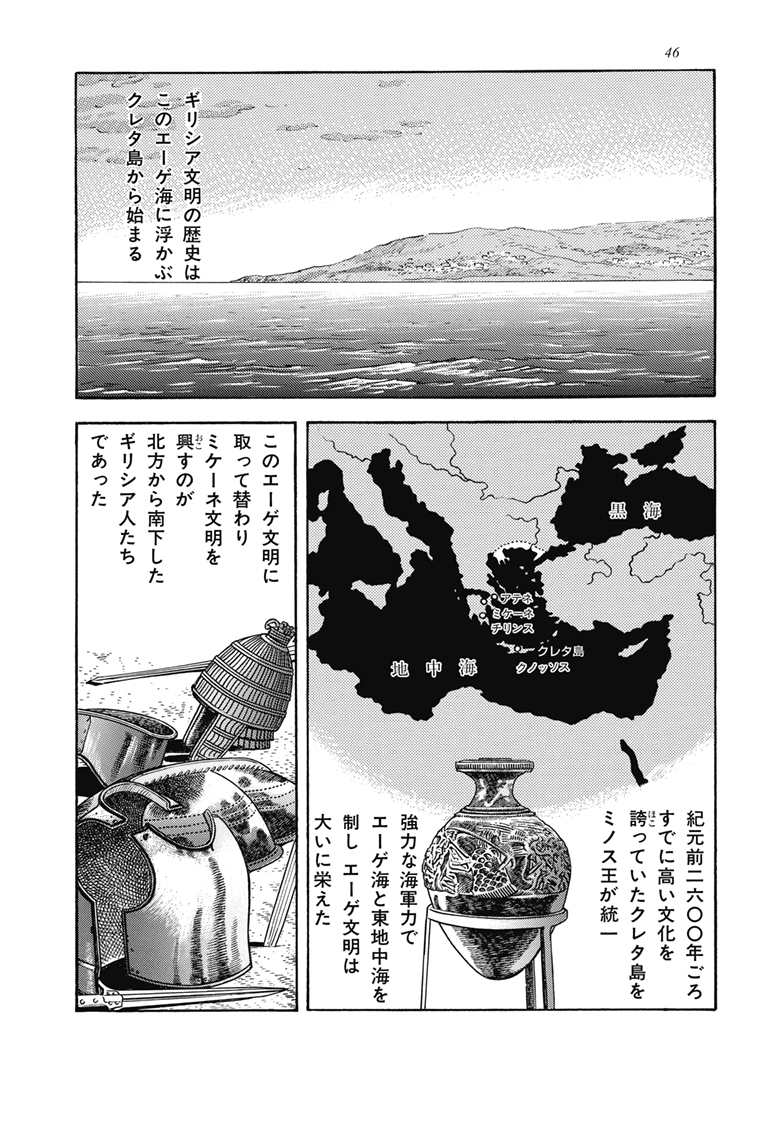 46
ギリシア文明の歴史は
このエーゲ海に浮かぶ
クレタ島から始まる
黒海
アテネ
ミケーネ
チリンス
クレタ島
クノッソス
地中海
紀元前二六〇〇年ごろ
すでに高い文化を
誇っていたクレタ島を
ほこ
ミノス王が統一
強力な海軍力で
エーゲ海と東地中海を
制し エーゲ文明は
大いに栄えた
このエーゲ文明に
取って替わり
ミケーネ文明を
興すのが
おこ
北方から南下した
ギリシア人たち
であった